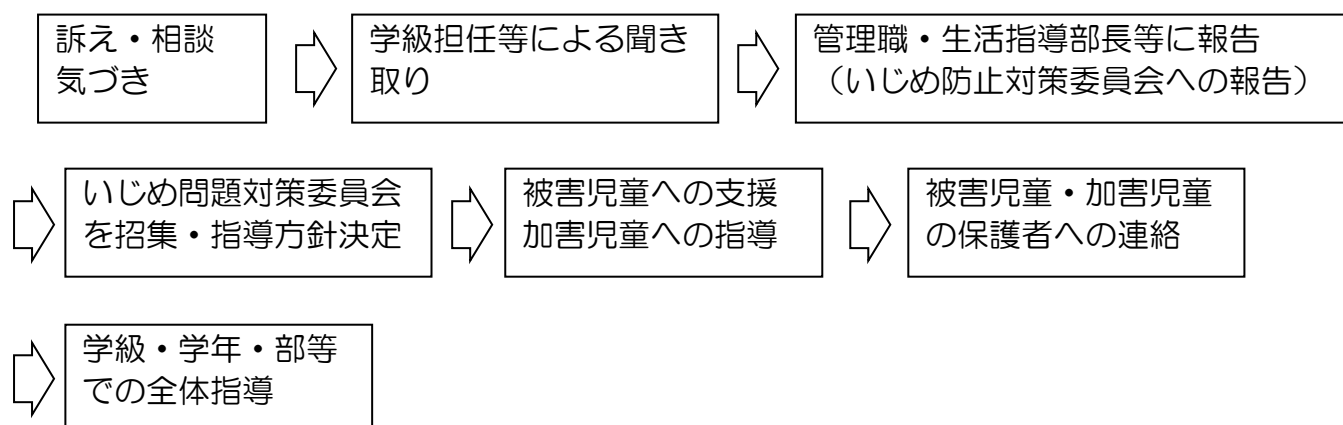 訴え・相談
気づき
学級担任等による聞き
取り
管理職・生活指導部長等に報告
（いじめ防止対策委員会への報告）
いじめ問題対策委員会
を招集・指導方針決定
被害児童への支援
加害児童への指導
被害児童・加害児童
の保護者への連絡
学級・学年・部等
での全体指導